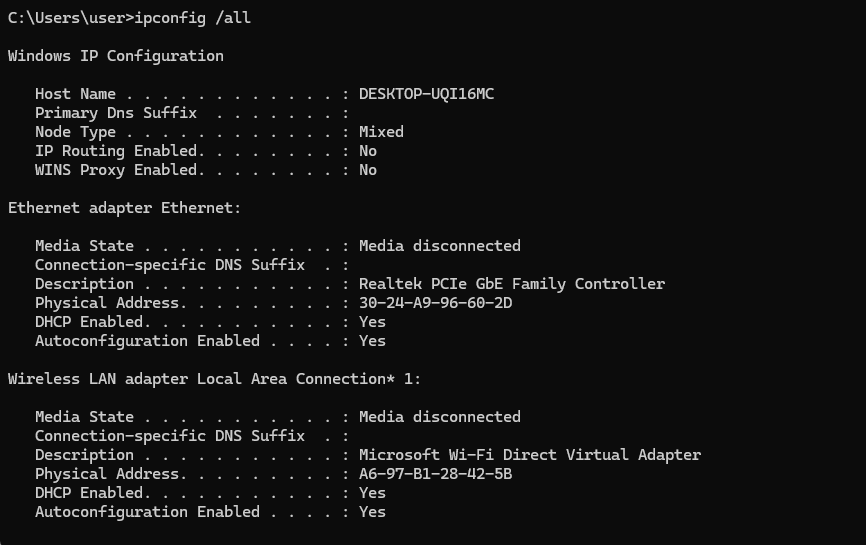 C:\Users\user>ipconfig /all
Windows IP Configuration
Host Name . . . . . . . . . . . . : DESKTOP-UQI16MC
Primary Dns Suffix  . . . . . . . :
Node Type . . . . . . . . . . . . : Mixed
IP Routing Enabled. . . . . . . . : No
WINS Proxy Enabled. . . . . . . . : No
Ethernet adapter Ethernet:
Media State . . . . . . . . . . . : Media disconnected
Connection-specific DNS Suffix  . :
Description . . . . . . . . . . . : Realtek PCIe GbE Family Controller
Physical Address. . . . . . . . . : 30-24-A9-96-60-2D
DHCP Enabled. . . . . . . . . . . : Yes
Autoconfiguration Enabled . . . . : Yes
Wireless LAN adapter Local Area Connection* 1:
Media State . . . . . . . . . . . : Media disconnected
Connection-specific DNS Suffix  . :
Description . . . . . . . . . . . : Microsoft Wi-Fi Direct Virtual Adapter
Physical Address. . . . . . . . . : A6-97-B1-28-42-5B
DHCP Enabled. . . . . . . . . . . : Yes
Autoconfiguration Enabled . . . . : Yes